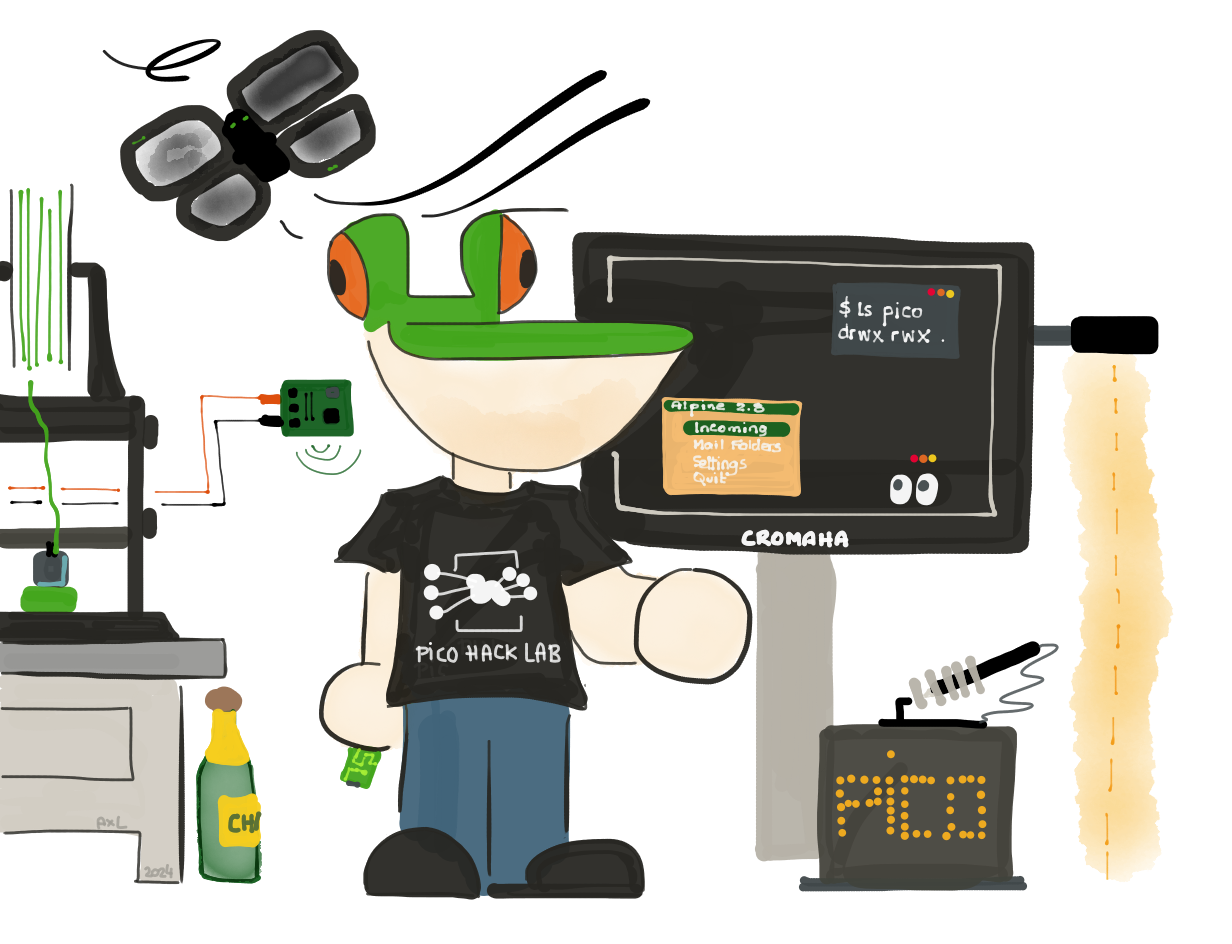 $ ls pico
drwx rwx .
Alpine 2.8
Incoming
Mail Folders
Settings
Quit
CROMAHA
PiCO HACK LAB
PICO
CHA
AxL
2024